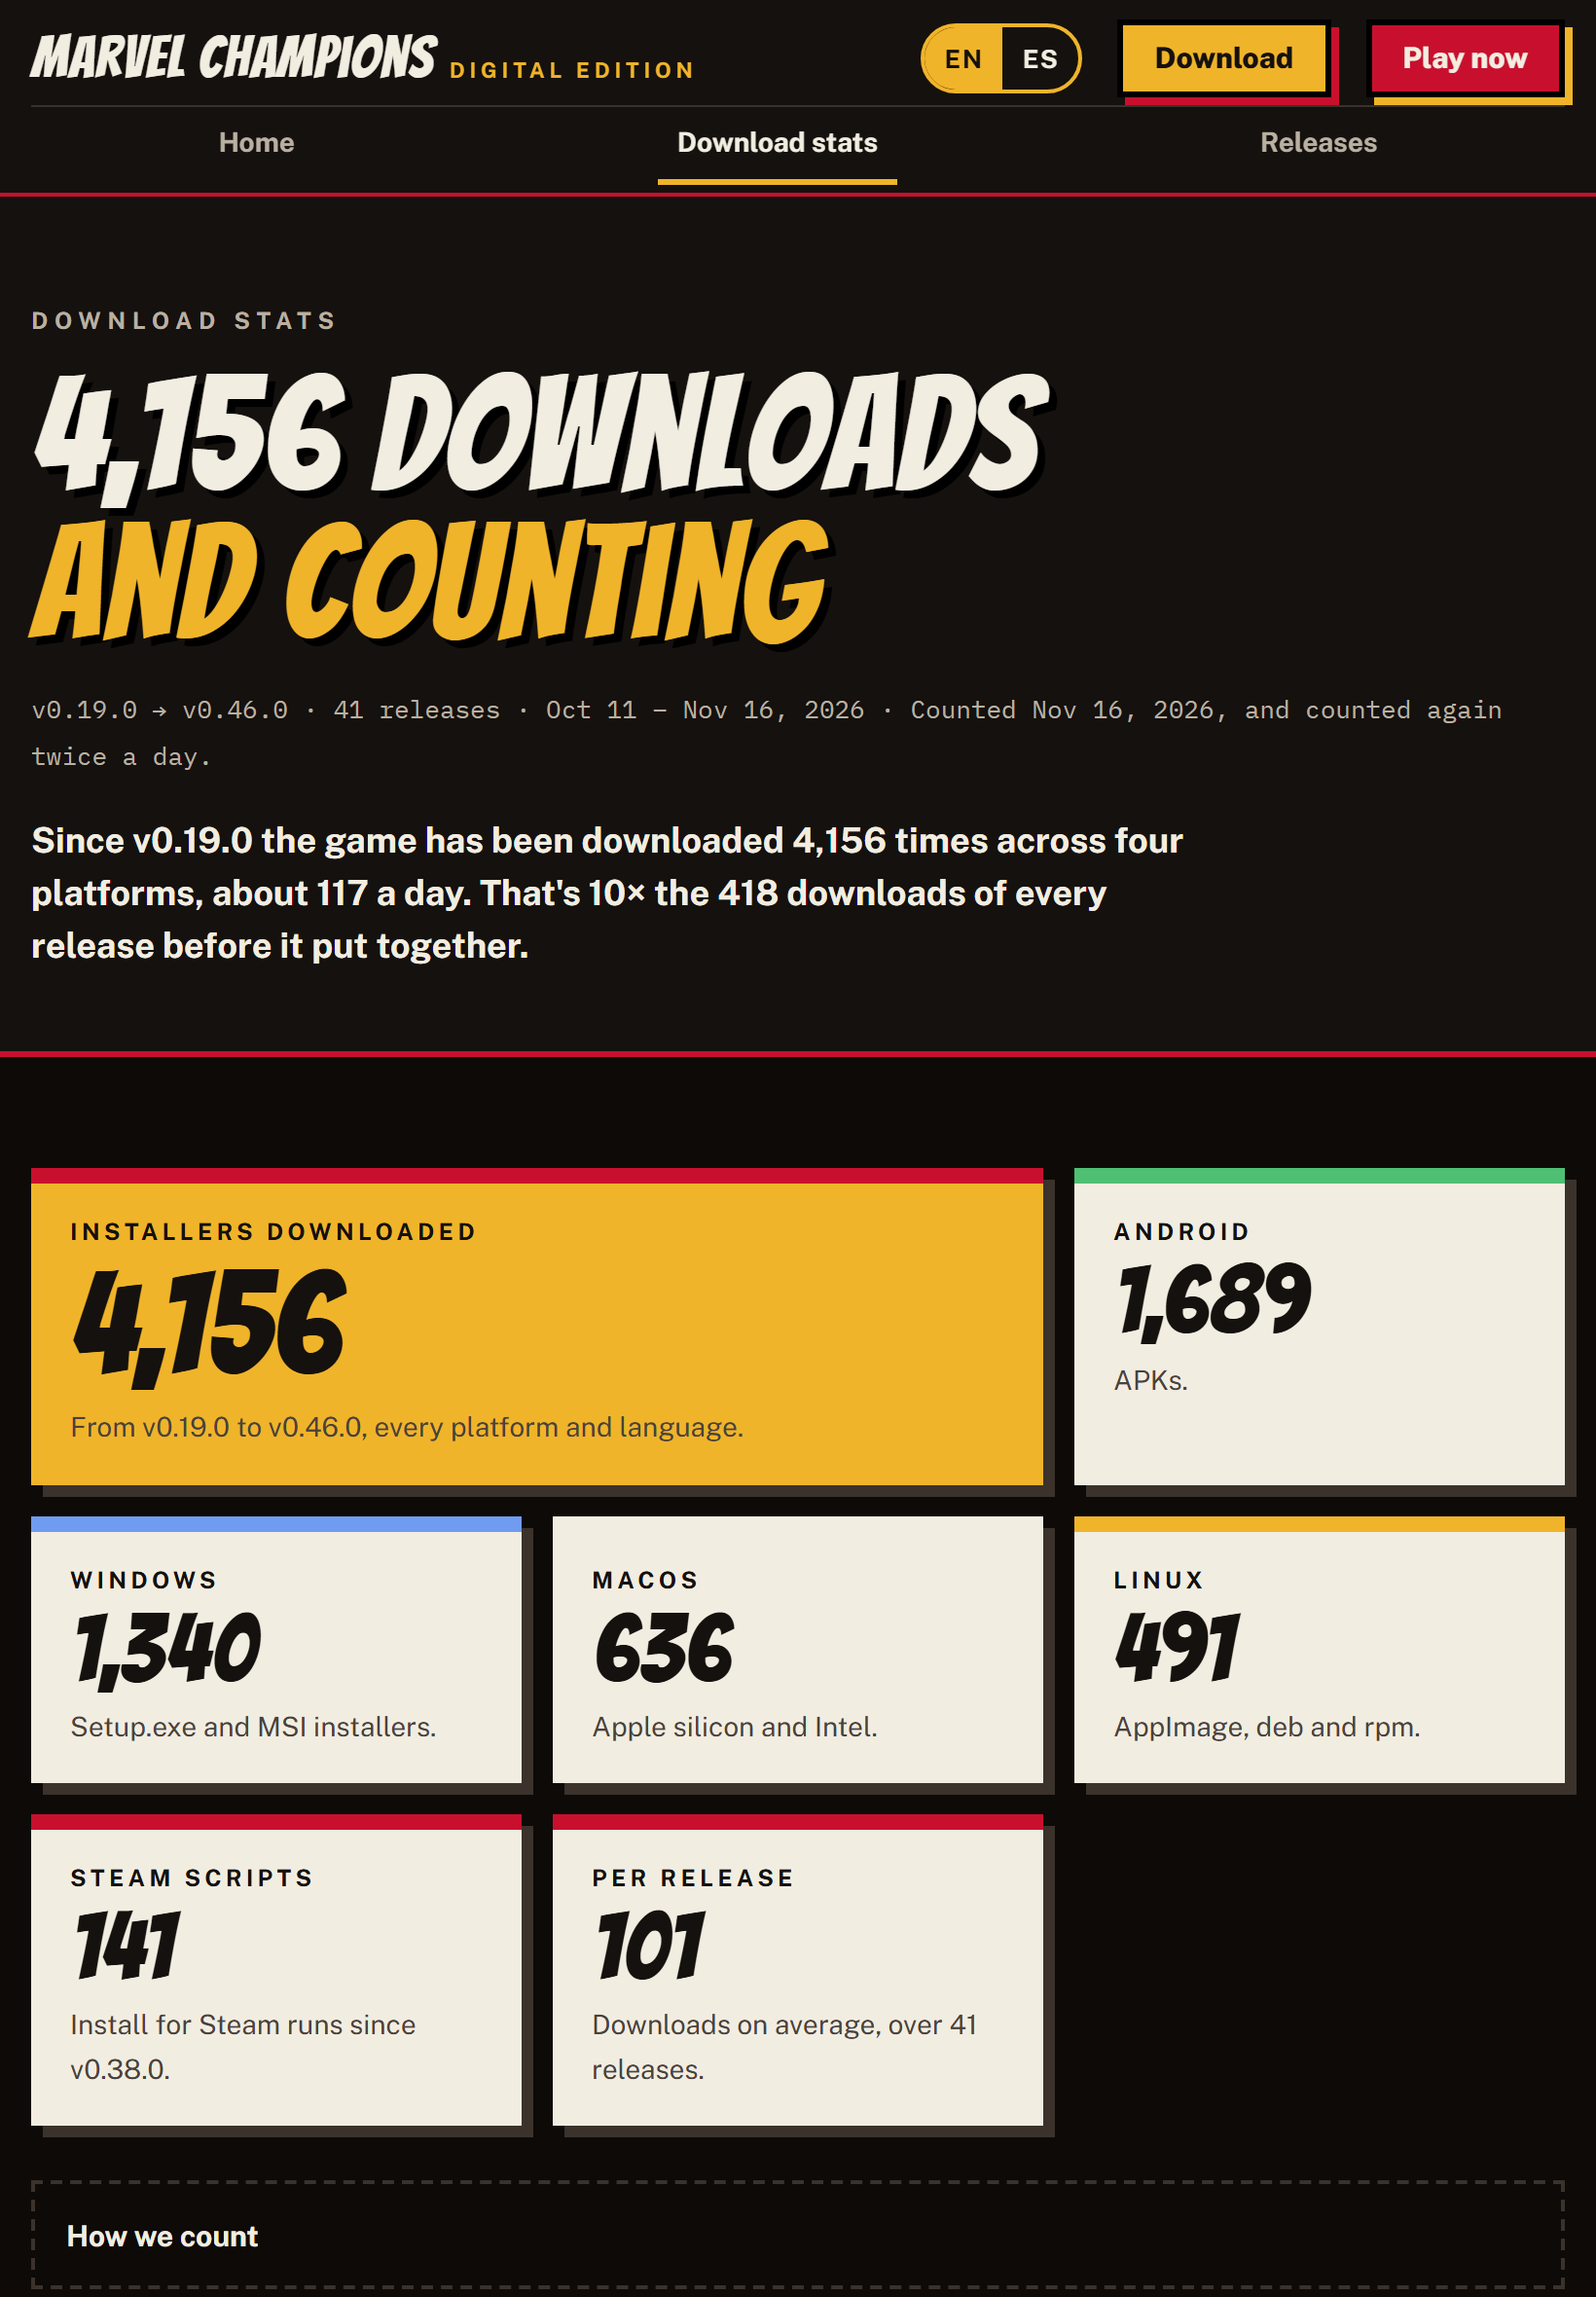 MARVEL CHAMPIONS DIGITAL EDITION
EN ES
Download
Play now
Home
Download stats
Releases
DOWNLOAD STATS
4,156 DOWNLOADS
AND COUNTING
v0.19.0 → v0.46.0 · 41 releases · Oct 11 – Nov 16, 2026 · Counted Nov 16, 2026, and counted again
twice a day.
Since v0.19.0 the game has been downloaded 4,156 times across four
platforms, about 117 a day. That's 10× the 418 downloads of every
release before it put together.
INSTALLERS DOWNLOADED
4,156
From v0.19.0 to v0.46.0, every platform and language.
ANDROID
1,689
APKs.
WINDOWS
1,340
Setup.exe and MSI installers.
MACOS
636
Apple silicon and Intel.
LINUX
491
AppImage, deb and rpm.
STEAM SCRIPTS
141
Install for Steam runs since
v0.38.0.
PER RELEASE
101
Downloads on average, over 41
releases.
How we count